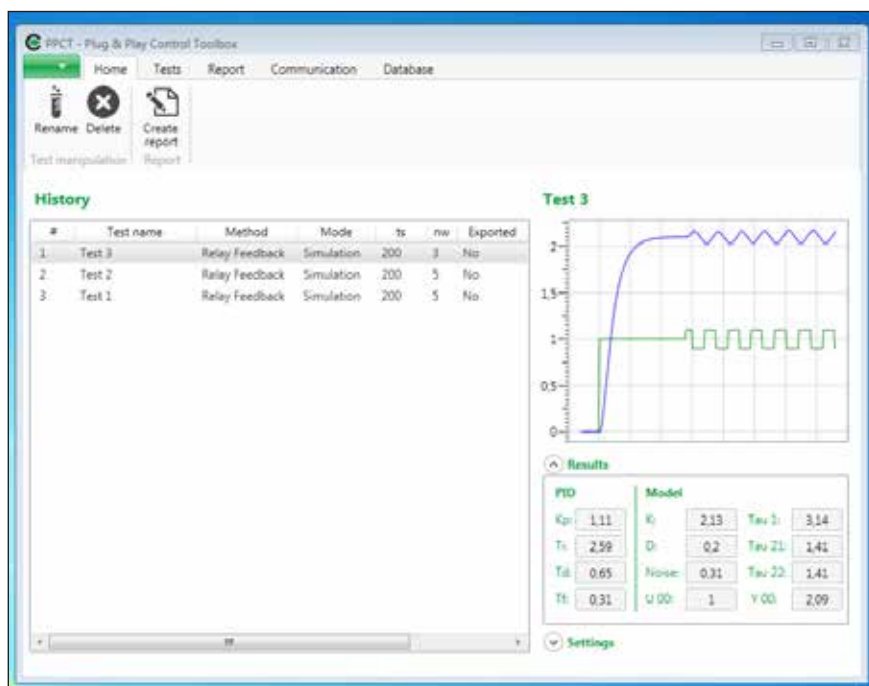 PPCT - Plug & Play Control Toolbox
Home Tests Report Communication Database
Rename Delete Create report
Test manipulation Report
History
# Test name Method Mode ts nw Exported
1 Test 3 Relay Feedback Simulation 200 3 No
2 Test 2 Relay Feedback Simulation 200 5 No
3 Test 1 Relay Feedback Simulation 200 5 No
Test 3
2
1,5
1
0,5
0
Results
PID Model
Kp: 1,11 K: 2,13 Tau 1: 3,14
Ti: 2,59 D: 0,2 Tau 21: 1,41
Td: 0,65 Noise: 0,31 Tau 22: 1,41
Tf: 0,31 U 00: 1 Y 00: 2,09
Settings